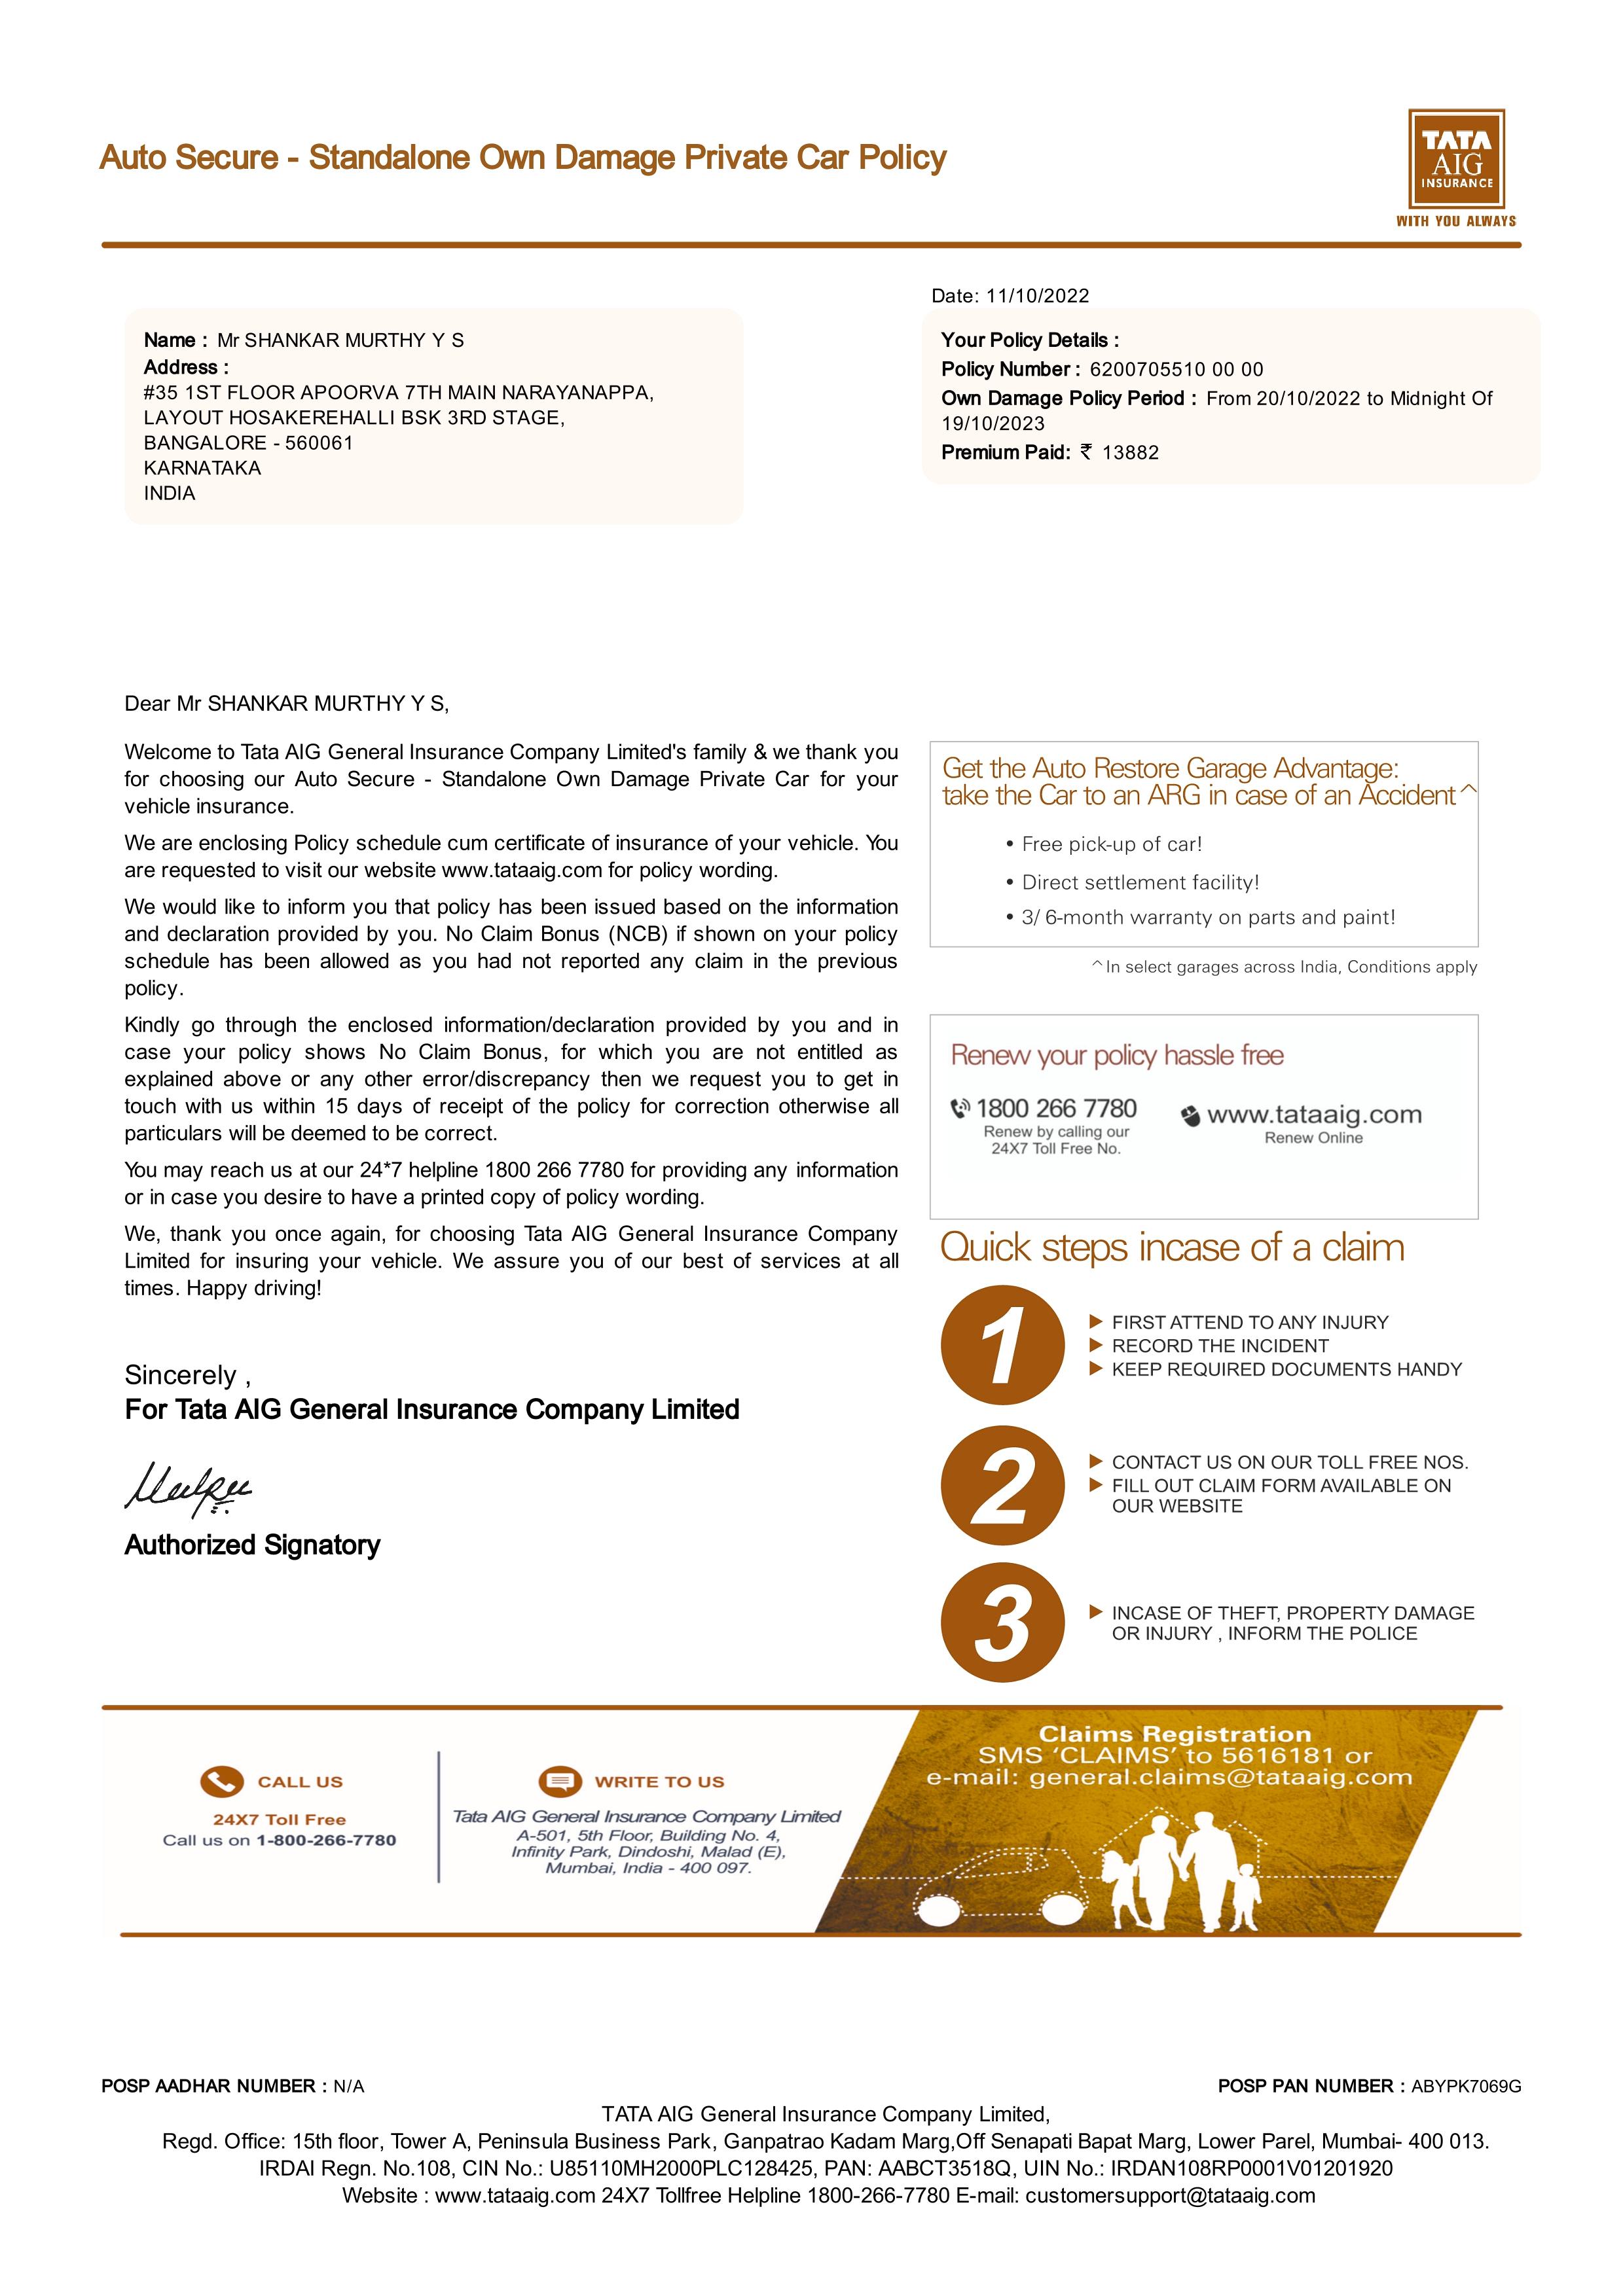 Auto Secure - Standalone Own Damage Private Car Policy
TATA
AIG
INSURANCE
WITH YOU ALWAYS
Date: 11/10/2022
Name : Mr SHANKAR MURTHY Y S
Address :
#35 1ST FLOOR APOORVA 7TH MAIN NARAYANAPPA,
LAYOUT HOSAKEREHALLI BSK 3RD STAGE,
BANGALORE - 560061
KARNATAKA
INDIA
Your Policy Details :
Policy Number : 6200705510 00 00
Own Damage Policy Period : From 20/10/2022 to Midnight Of
19/10/2023
Premium Paid: ₹ 13882
Dear Mr SHANKAR MURTHY Y S,
Welcome to Tata AIG General Insurance Company Limited's family & we thank you
for choosing our Auto Secure - Standalone Own Damage Private Car for your
vehicle insurance.
We are enclosing Policy schedule cum certificate of insurance of your vehicle. You
are requested to visit our website www.tataaig.com for policy wording.
We would like to inform you that policy has been issued based on the information
and declaration provided by you. No Claim Bonus (NCB) if shown on your policy
schedule has been allowed as you had not reported any claim in the previous
policy.
Kindly go through the enclosed information/declaration provided by you and in
case your policy shows No Claim Bonus, for which you are not entitled as
explained above or any other error/discrepancy then we request you to get in
touch with us within 15 days of receipt of the policy for correction otherwise all
particulars will be deemed to be correct.
You may reach us at our 24*7 helpline 1800 266 7780 for providing any information
or in case you desire to have a printed copy of policy wording.
We, thank you once again, for choosing Tata AIG General Insurance Company
Limited for insuring your vehicle. We assure you of our best of services at all
times. Happy driving!
Sincerely ,
For Tata AIG General Insurance Company Limited
Authorized Signatory
Get the Auto Restore Garage Advantage:
take the Car to an ARG in case of an Accident^
• Free pick-up of car!
• Direct settlement facility!
• 3/ 6-month warranty on parts and paint!
^In select garages across India, Conditions apply
Renew your policy hassle free
1800 266 7780
Renew by calling our
24X7 Toll Free No.
www.tataaig.com
Renew Online
Quick steps incase of a claim
1
FIRST ATTEND TO ANY INJURY
RECORD THE INCIDENT
KEEP REQUIRED DOCUMENTS HANDY
2
CONTACT US ON OUR TOLL FREE NOS.
FILL OUT CLAIM FORM AVAILABLE ON
OUR WEBSITE
3
INCASE OF THEFT, PROPERTY DAMAGE
OR INJURY , INFORM THE POLICE
CALL US
24X7 Toll Free
Call us on 1-800-266-7780
WRITE TO US
Tata AIG General Insurance Company Limited
A-501, 5th Floor, Building No. 4,
Infinity Park, Dindoshi, Malad (E),
Mumbai, India - 400 097.
Claims Registration
SMS 'CLAIMS' to 5616181 or
e-mail: general.claims@tataaig.com
POSP AADHAR NUMBER : N/A
POSP PAN NUMBER : ABYPK7069G
TATA AIG General Insurance Company Limited,
Regd. Office: 15th floor, Tower A, Peninsula Business Park, Ganpatrao Kadam Marg,Off Senapati Bapat Marg, Lower Parel, Mumbai- 400 013.
IRDAI Regn. No.108, CIN No.: U85110MH2000PLC128425, PAN: AABCT3518Q, UIN No.: IRDAN108RP0001V01201920
Website : www.tataaig.com 24X7 Tollfree Helpline 1800-266-7780 E-mail: customersupport@tataaig.com